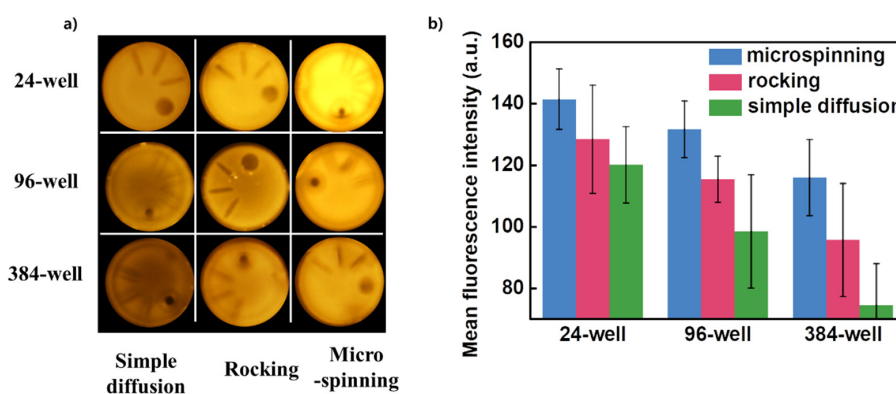 a)
24-well
96-well
384-well
Simple
diffusion
Rocking
Micro
-spinning
b)
Mean fluorescence intensity (a.u.)
160
140
120
100
80
microspinning
rocking
simple diffusion
24-well
96-well
384-well